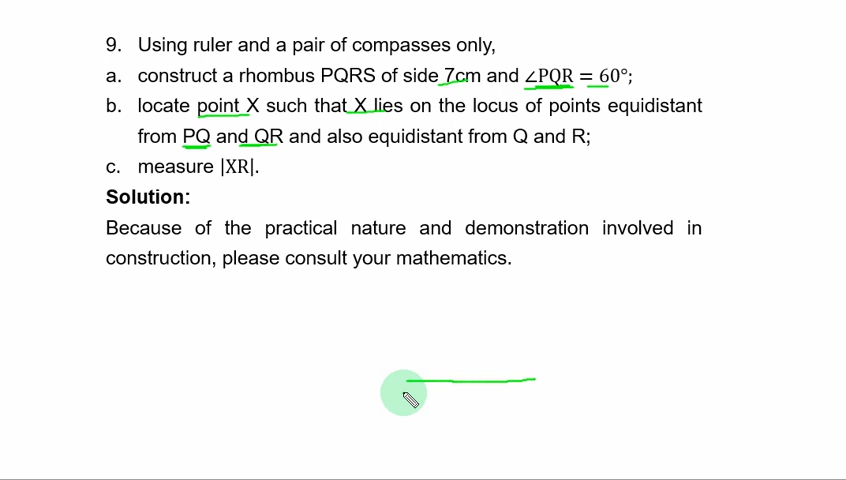 9. Using ruler and a pair of compasses only,
a. construct a rhombus PQRS of side 7cm and ∠PQR = 60°;
b. locate point X such that X lies on the locus of points equidistant
from PQ and QR and also equidistant from Q and R;
c. measure |XR|.
Solution:
Because of the practical nature and demonstration involved in
construction, please consult your mathematics.